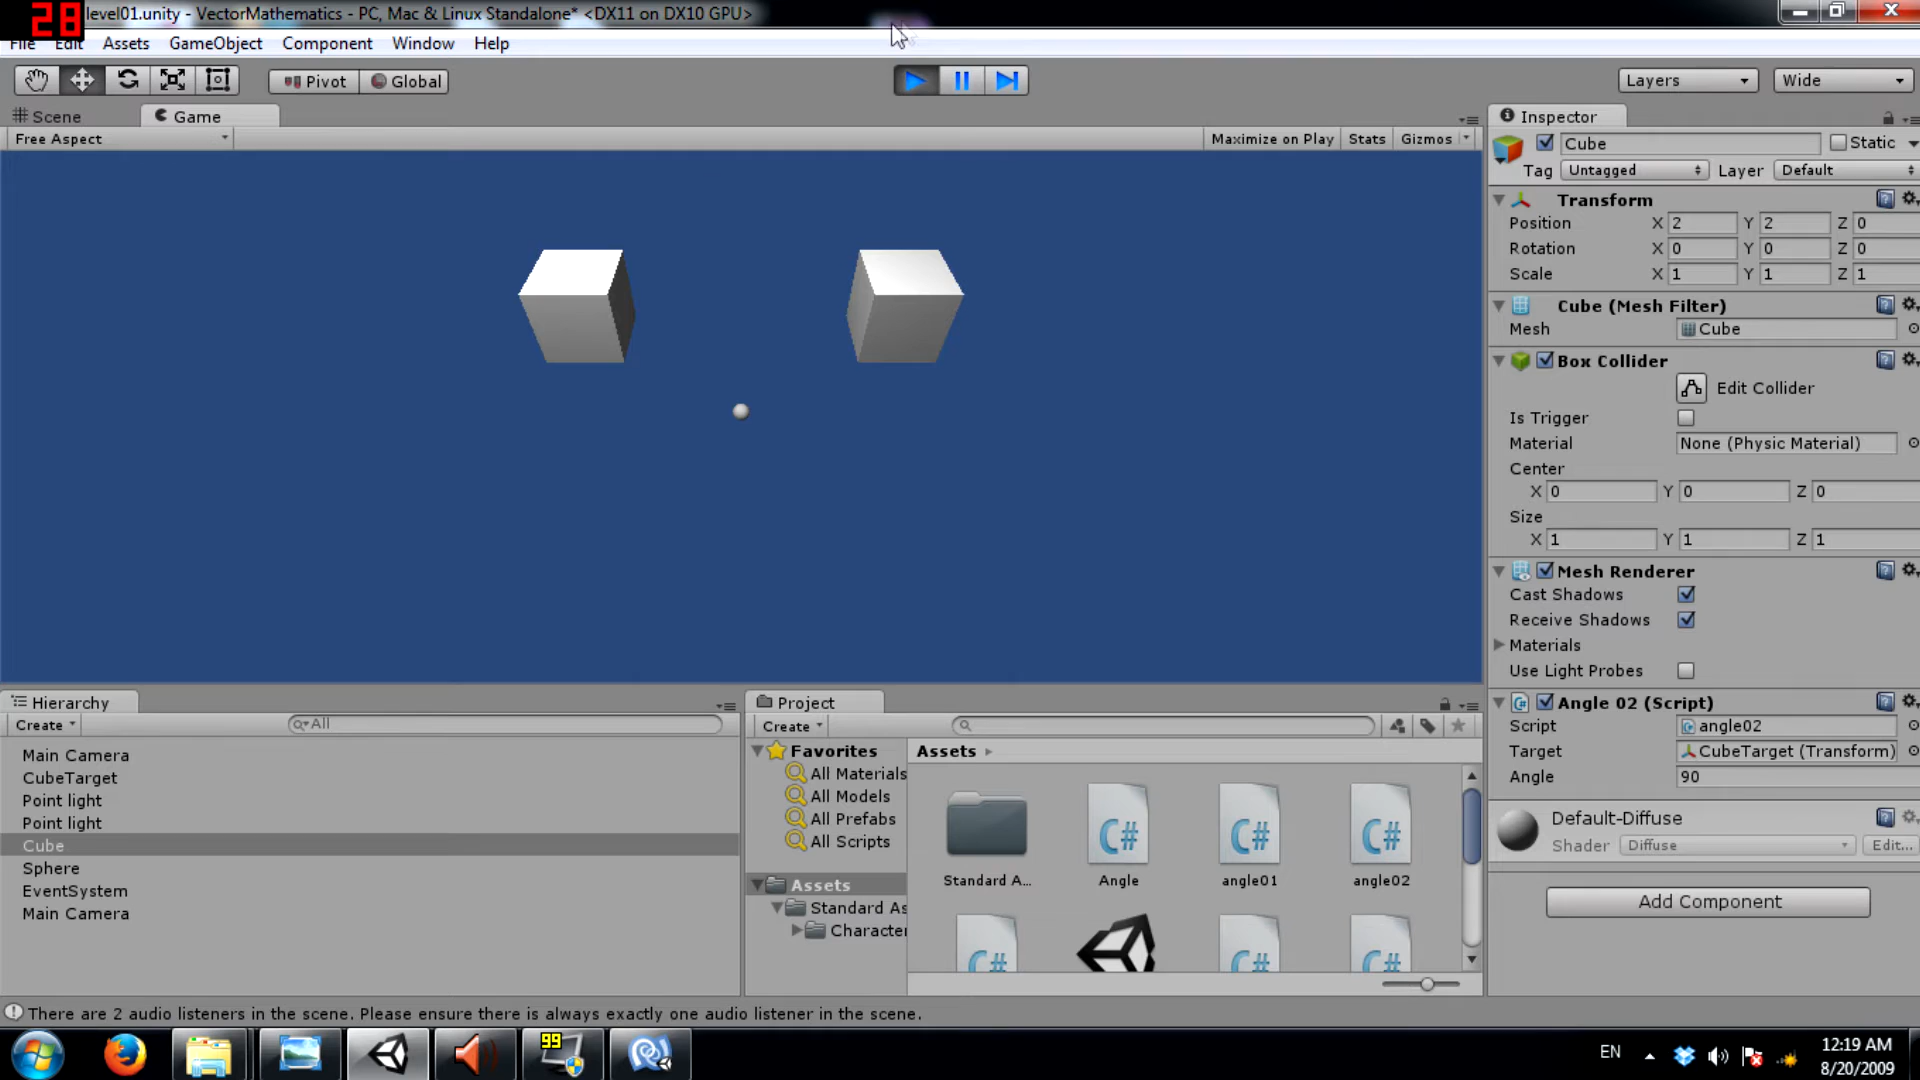 28
level01.unity - VectorMathematics - PC, Mac & Linux Standalone* <DX11 on DX10 GPU>
File Edit Assets GameObject Component Window Help
Pivot Global Layers Wide
Scene Game
Free Aspect Maximize on Play Stats Gizmos
Inspector
Cube Static
Tag Untagged Layer Default
Transform
Position X 2 Y 2 Z 0
Rotation X 0 Y 0 Z 0
Scale X 1 Y 1 Z 1
Cube (Mesh Filter)
Mesh Cube
Box Collider
Edit Collider
Is Trigger
Material None (Physic Material)
Center
X 0 Y 0 Z 0
Size
X 1 Y 1 Z 1
Mesh Renderer
Cast Shadows
Receive Shadows
Materials
Use Light Probes
Angle 02 (Script)
Script angle02
Target CubeTarget (Transform)
Angle 90
Default-Diffuse
Shader Diffuse Edit...
Add Component
Hierarchy
Create All
Main Camera
CubeTarget
Point light
Point light
Cube
Sphere
EventSystem
Main Camera
Project
Create
Favorites
All Materials
All Models
All Prefabs
All Scripts
Assets
Standard As
Character
Assets
C# C# C#
Standard A... Angle angle01 angle02
C# C# C#
There are 2 audio listeners in the scene. Please ensure there is always exactly one audio listener in the scene.
99
EN
12:19 AM
8/20/2009